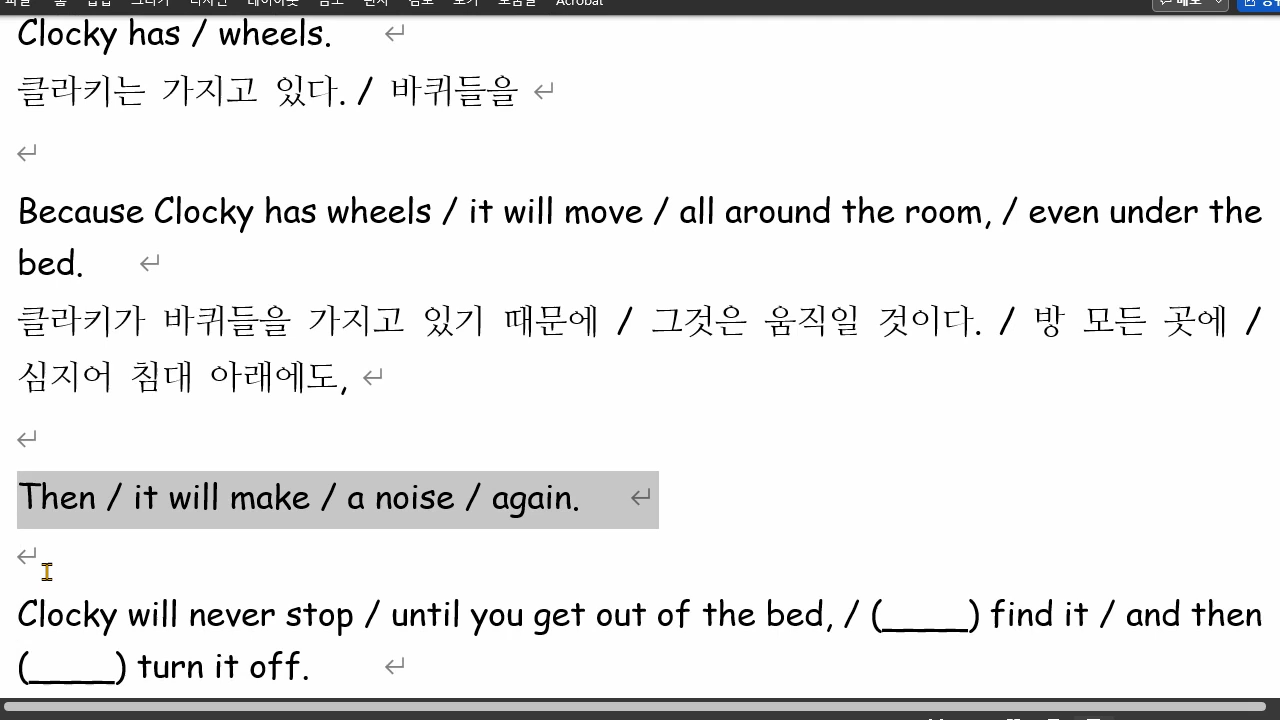 Clocky has / wheels.
클라키는 가지고 있다. / 바퀴들을
Because Clocky has wheels / it will move / all around the room, / even under the
bed.
클라키가 바퀴들을 가지고 있기 때문에 / 그것은 움직일 것이다. / 방 모든 곳에 /
심지어 침대 아래에도,
Then / it will make / a noise / again.
Clocky will never stop / until you get out of the bed, / (_____) find it / and then
(_____) turn it off.